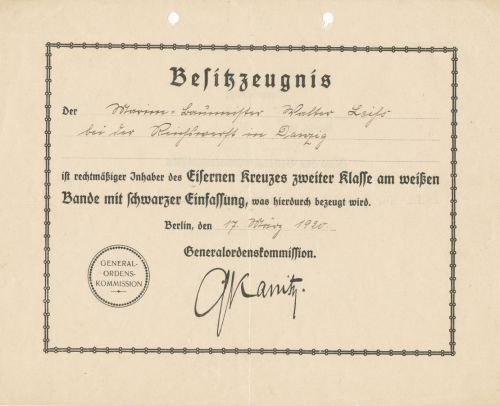 Besitzzeugnis
Der Marine-Baumeister Walter
bei der Reichswerft in Danzig
ist rechtmäßiger Inhaber des Eisernen Kreuzes zweiter Klasse am weißen
Bande mit schwarzer Einfassung, was hierdurch bezeugt wird.
Berlin, den 17. März 1920.
Generalordenskommission.
GENERAL-
ORDENS-
KOMMISSION
Kanitz.